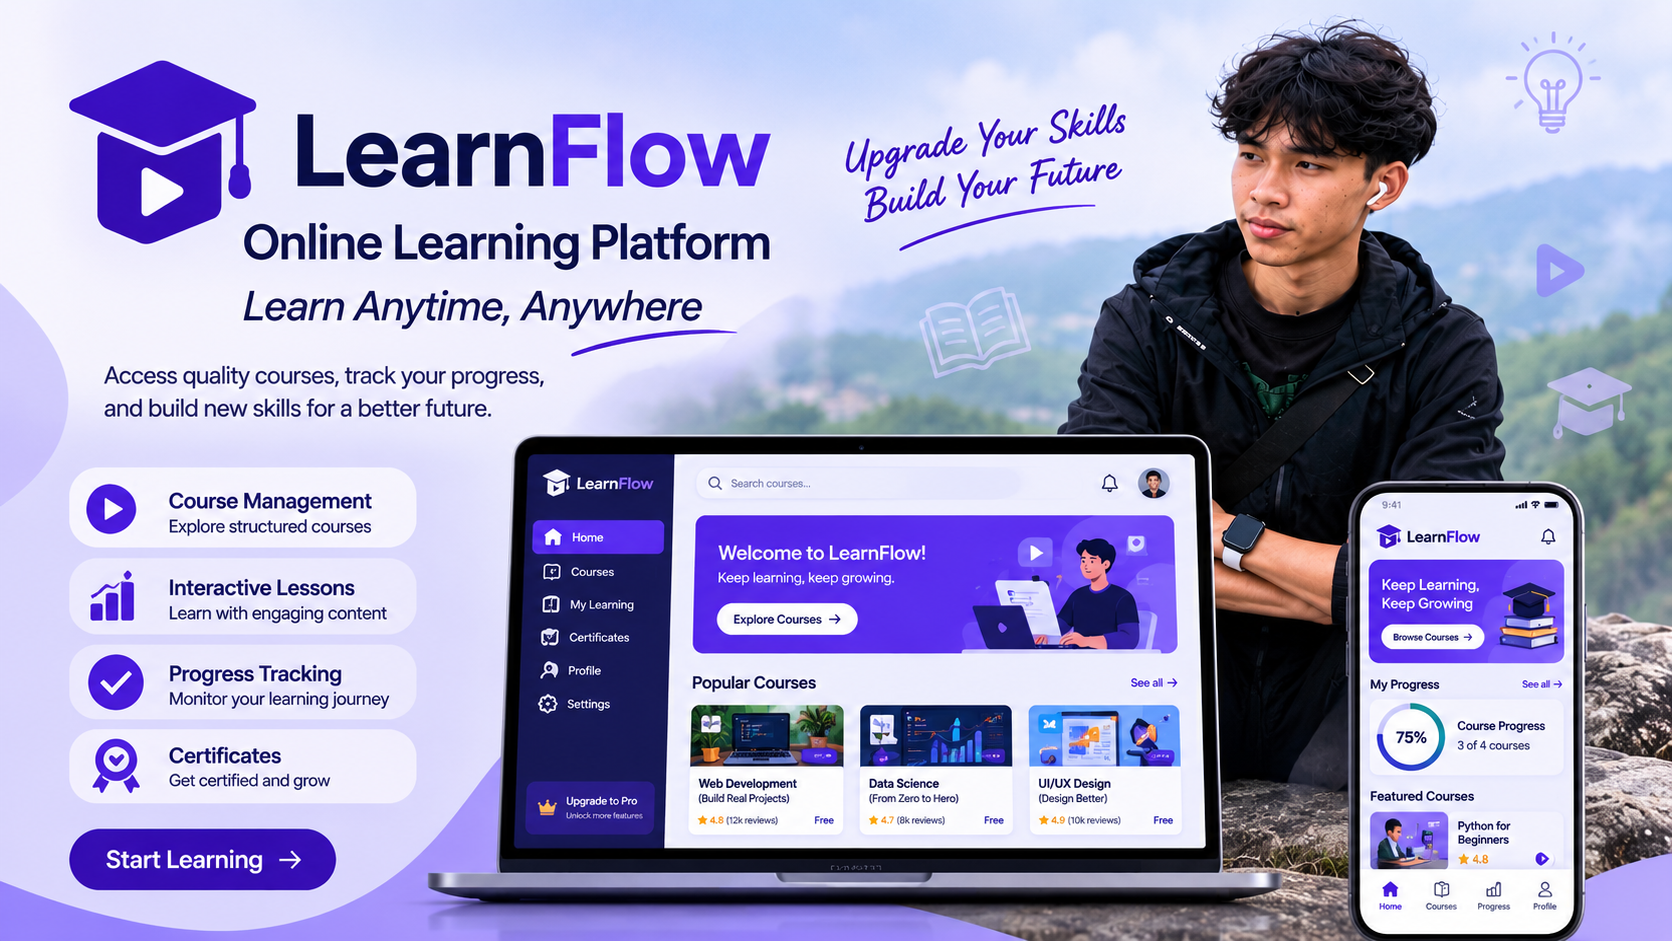 LearnFlow
Online Learning Platform
Learn Anytime, Anywhere
Access quality courses, track your progress,
and build new skills for a better future.
Course Management
Explore structured courses
Interactive Lessons
Learn with engaging content
Progress Tracking
Monitor your learning journey
Certificates
Get certified and grow
Start Learning →
Upgrade Your Skills
Build Your Future
LearnFlow
Home
Courses
My Learning
Certificates
Profile
Settings
Upgrade to Pro
Unlock more features
Search courses...
Welcome to LearnFlow!
Keep learning, keep growing.
Explore Courses →
Popular Courses
See all →
Web Development
(Build Real Projects)
4.8 (12k reviews) Free
Data Science
(From Zero to Hero)
4.7 (8k reviews) Free
UI/UX Design
(Design Better)
4.9 (10k reviews) Free
9:41
LearnFlow
Keep Learning,
Keep Growing
Browse Courses →
My Progress
See all →
75%
Course Progress
3 of 4 courses
Featured Courses
Python for
Beginners
4.8
Home
Courses
Progress
Profile